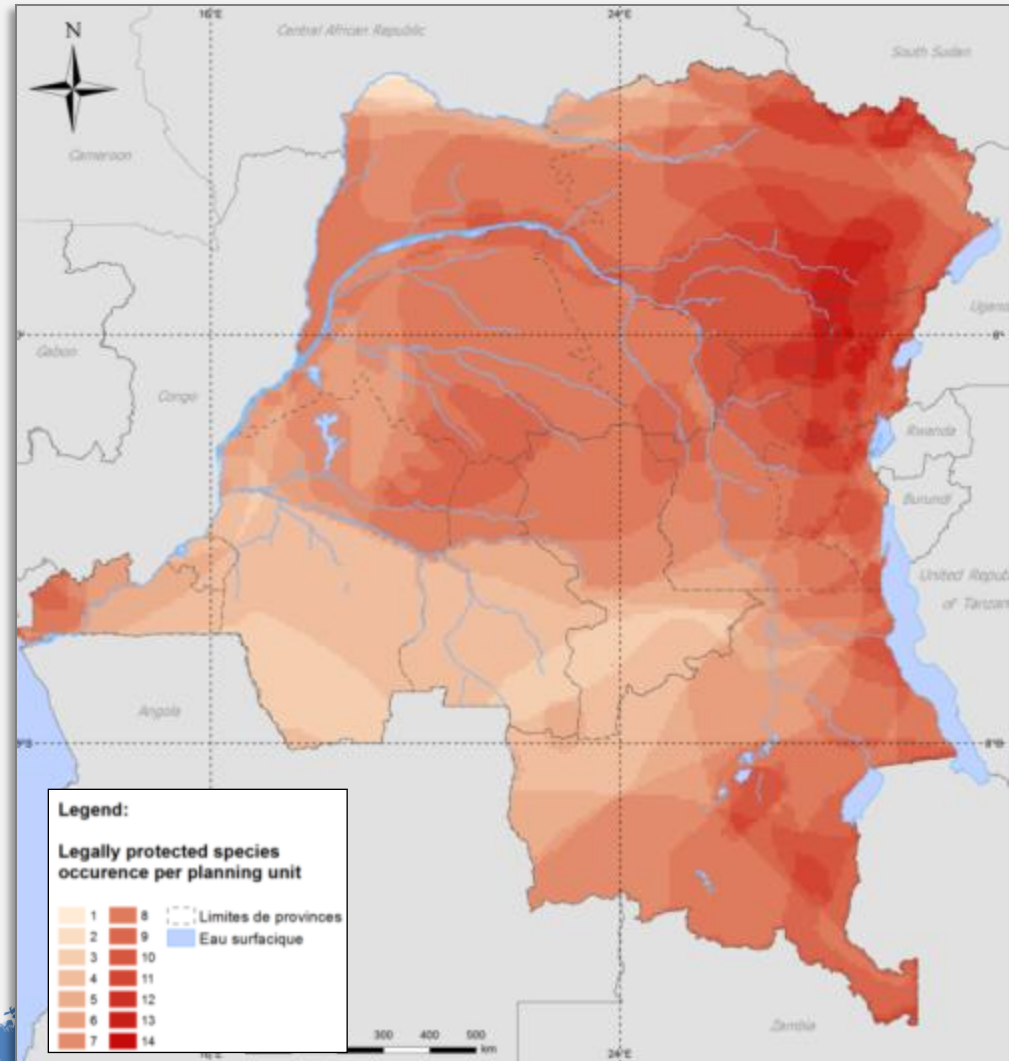 16°E
24°E
N
Central African Republic
South Sudan
Cameroon
Uganda
Gabon
Congo
Rwanda
Burundi
United Republ
of Tanzan
Angola
8°S
Legend:
Legally protected species
occurence per planning unit
1
2
3
4
5
6
7
8
9
10
11
12
13
14
Limites de provinces
Eau surfacique
300 400 500
km
24°E
Zambia